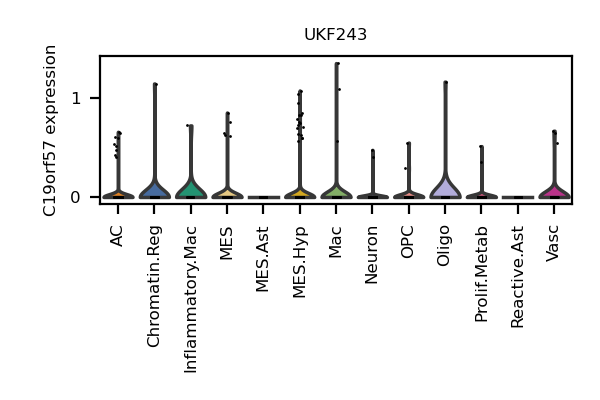 UKF243
C19orf57 expression
1
0
AC
Chromatin.Reg
Inflammatory.Mac
MES
MES.Ast
MES.Hyp
Mac
Neuron
OPC
Oligo
Prolif.Metab
Reactive.Ast
Vasc